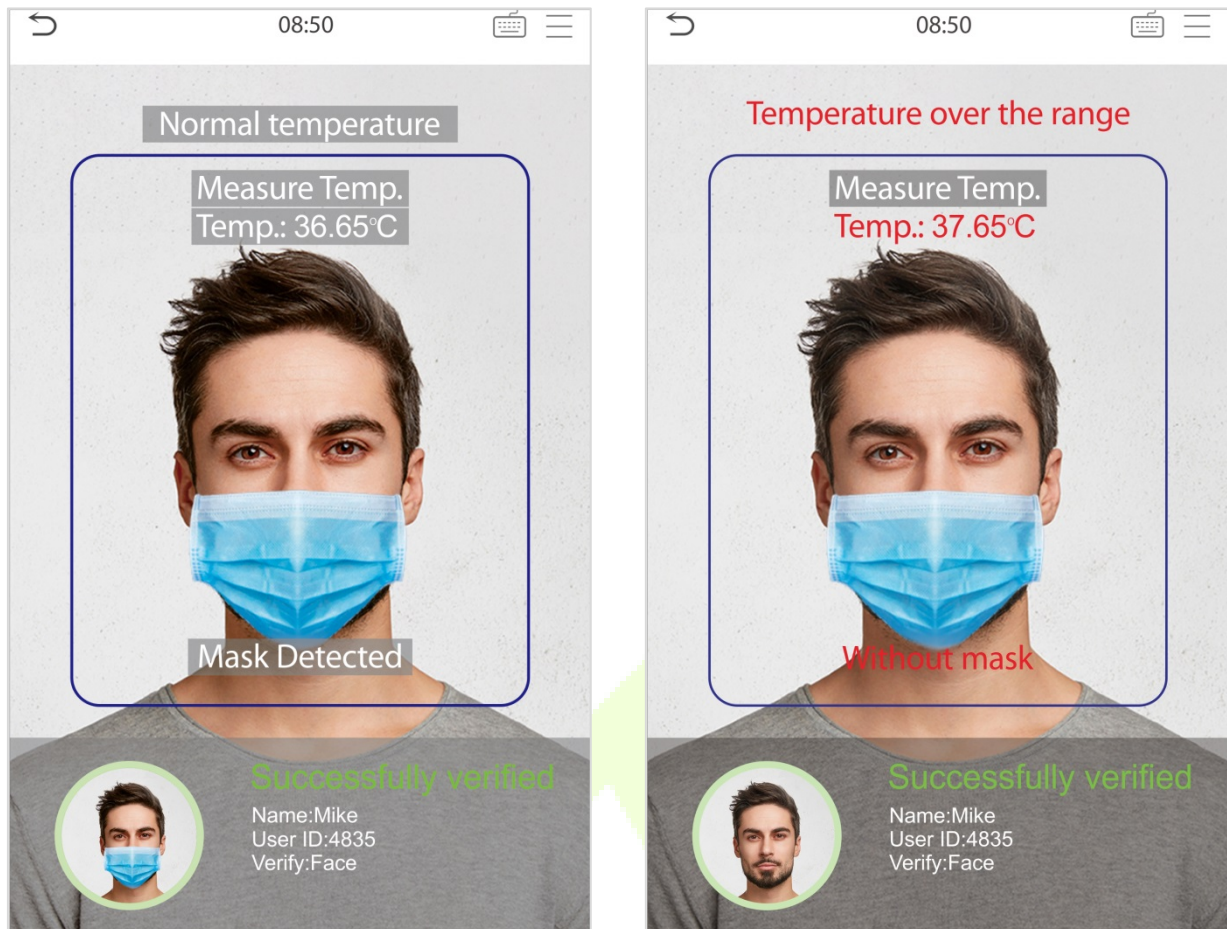 08:50
Normal temperature
Measure Temp.
Temp.: 36.65°C
Mask Detected
Successfully verified
Name:Mike
User ID:4835
Verify:Face
08:50
Temperature over the range
Measure Temp.
Temp.: 37.65°C
Without mask
Successfully verified
Name:Mike
User ID:4835
Verify:Face